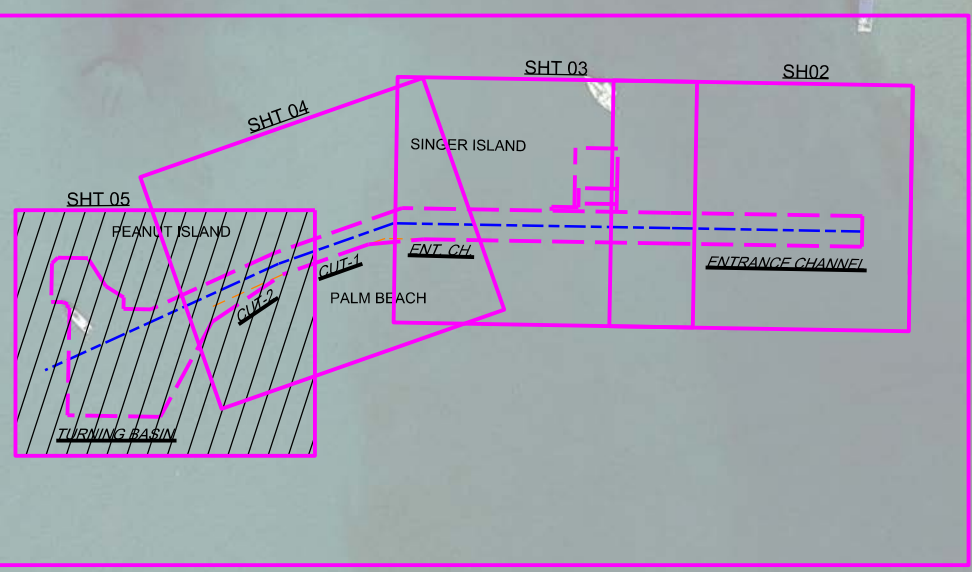 SHT 03
SH02
SHT 04
SINGER ISLAND
SHT 05
PEANUT ISLAND
ENT. CH.
CUT-1
ENTRANCE CHANNEL
CUT-2
PALM BEACH
TURNING BASIN